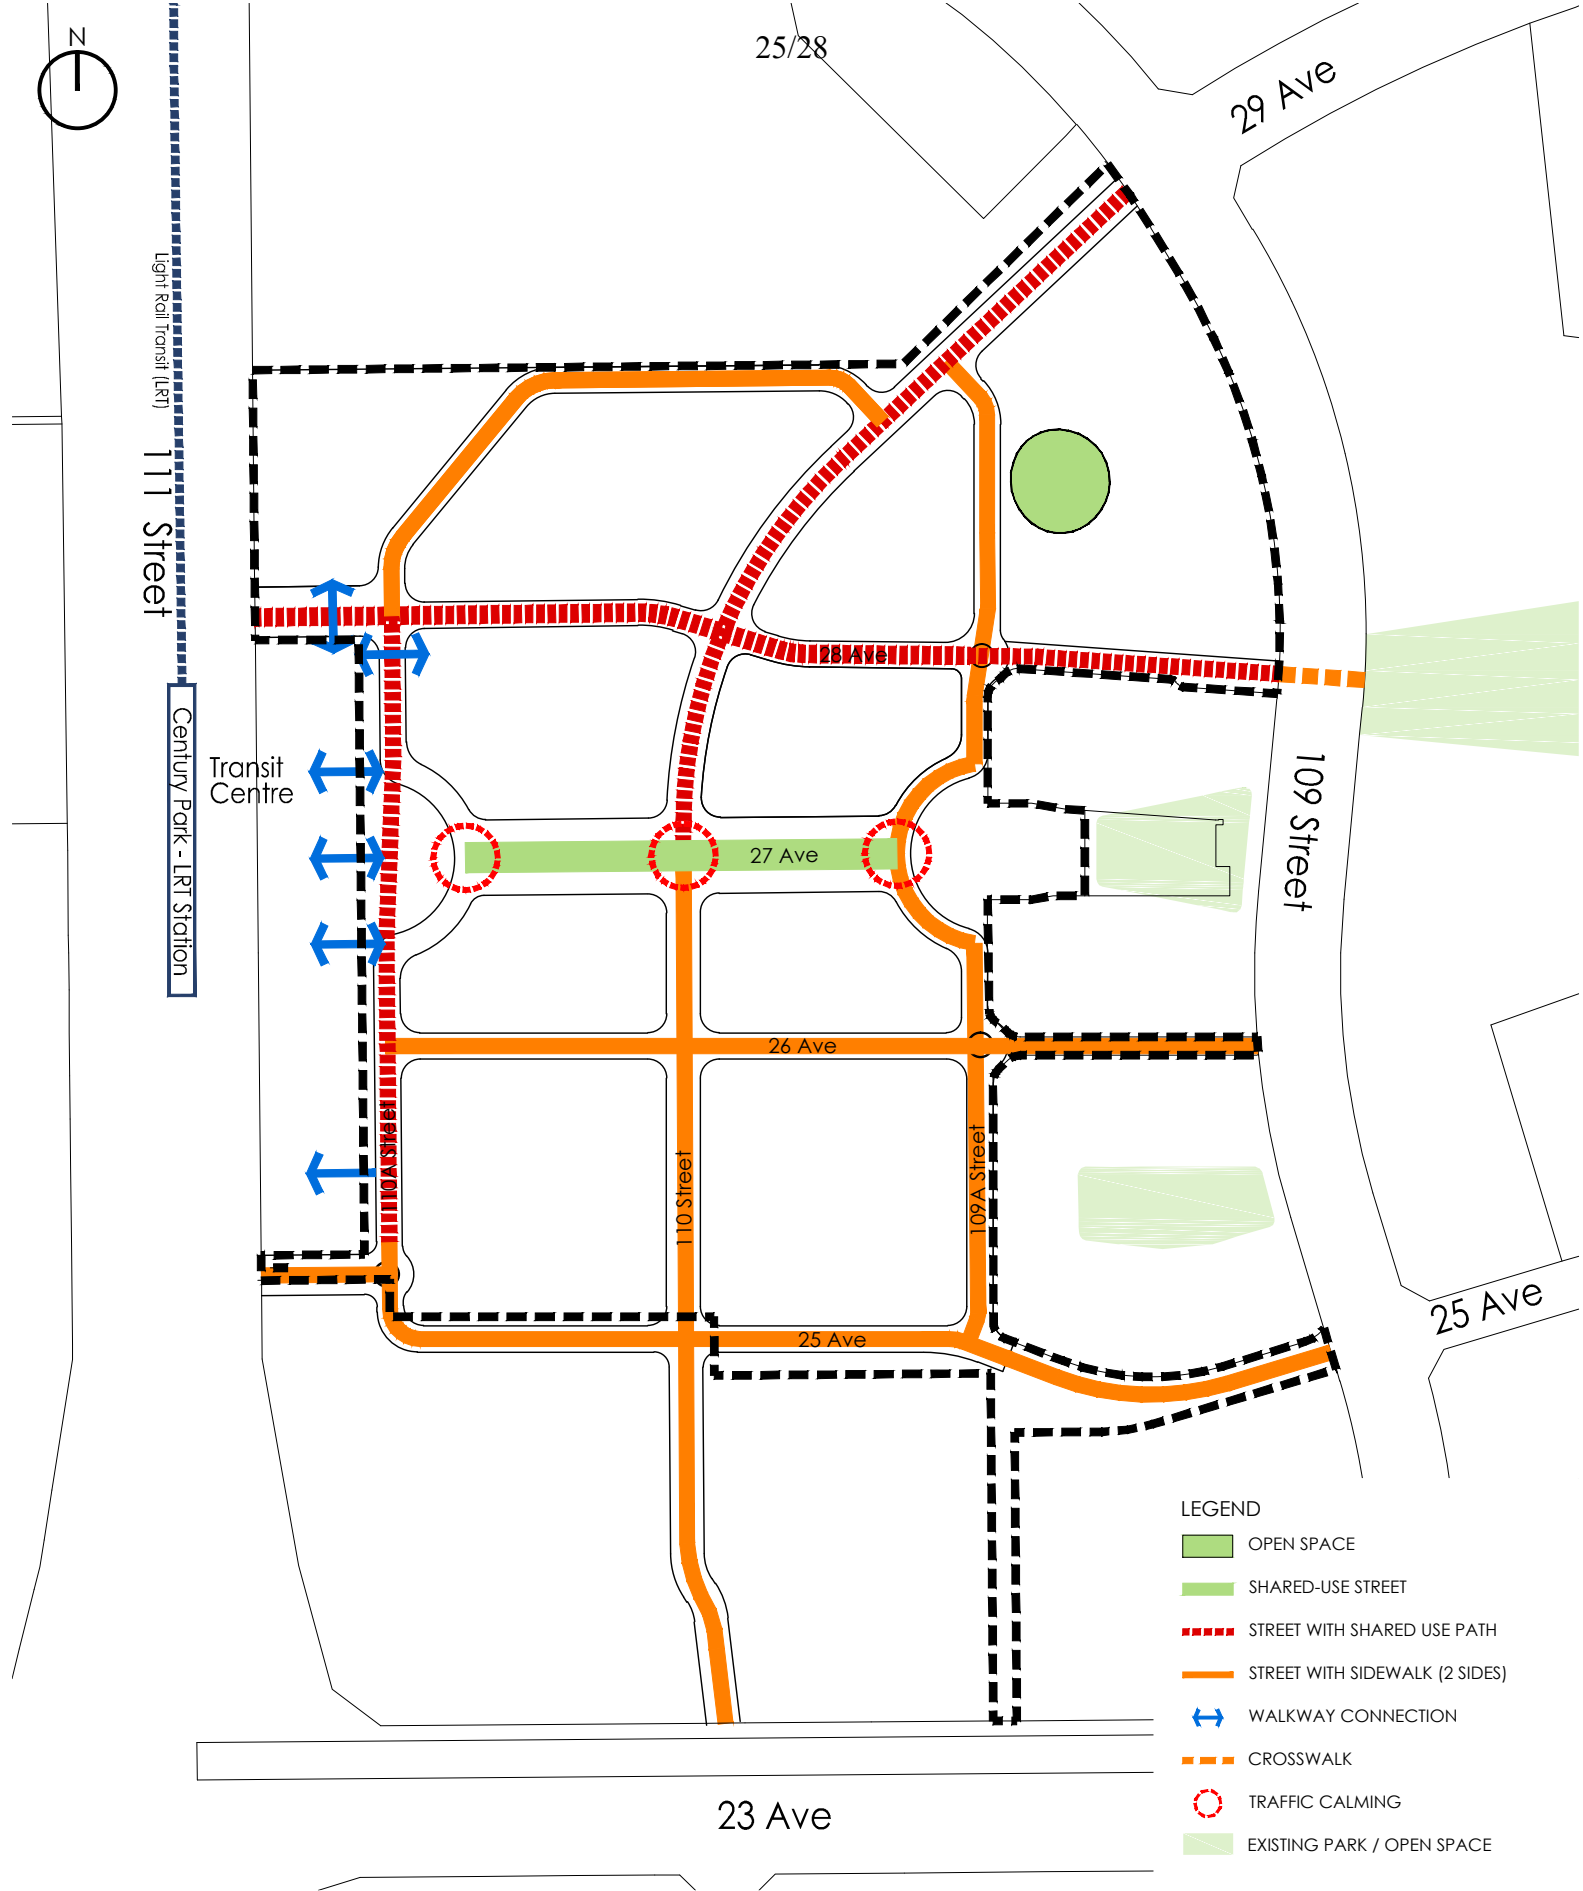 25/28
N
29 Ave
Light Rail Transit (LRT)
111 Street
28 Ave
Century Park - LRT Station
Transit
Centre
109 Street
27 Ave
26 Ave
110A Street
110 Street
109A Street
25 Ave
25 Ave
23 Ave
LEGEND
OPEN SPACE
SHARED-USE STREET
STREET WITH SHARED USE PATH
STREET WITH SIDEWALK (2 SIDES)
WALKWAY CONNECTION
CROSSWALK
TRAFFIC CALMING
EXISTING PARK / OPEN SPACE